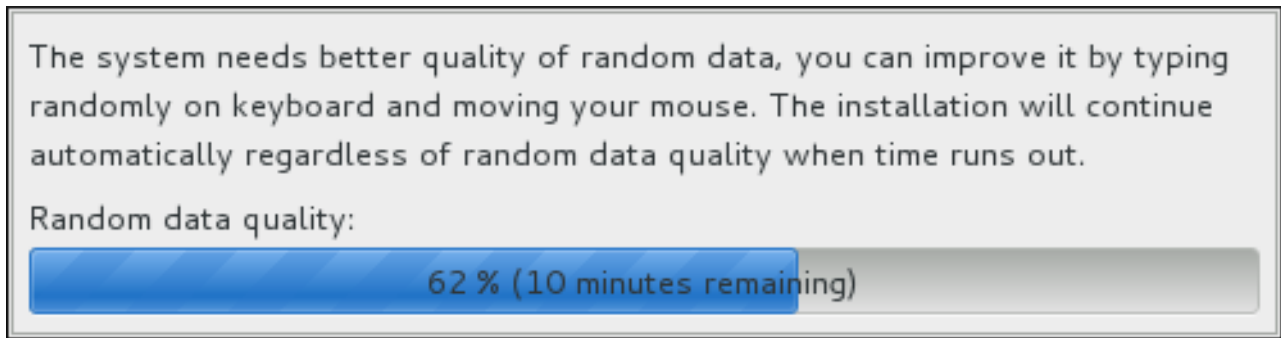 The system needs better quality of random data, you can improve it by typing
randomly on keyboard and moving your mouse. The installation will continue
automatically regardless of random data quality when time runs out.
Random data quality:
62 % (10 minutes remaining)